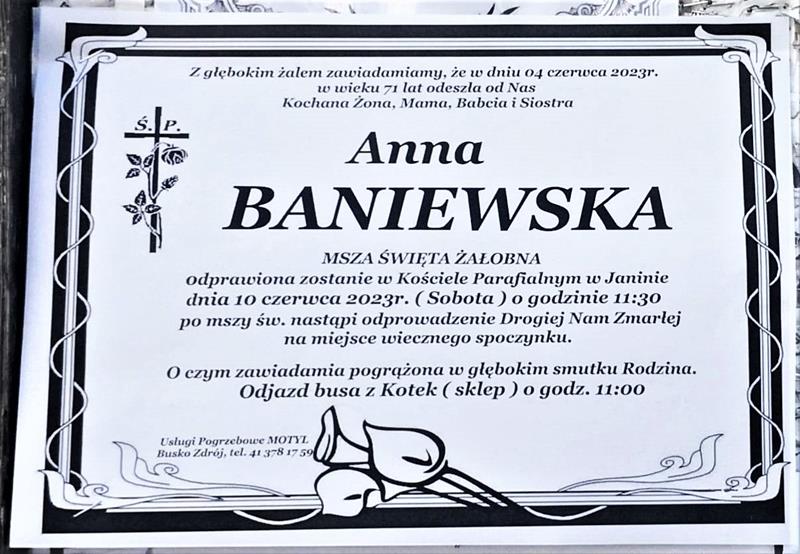 Z głębokim żalem zawiadamiamy, że w dniu 04 czerwca 2023r.
w wieku 71 lat odeszła od Nas
Kochana Żona, Mama, Babcia i Siostra
Ś. P.
Anna
BANIEWSKA
MSZA ŚWIĘTA ŻAŁOBNA
odprawiona zostanie w Kościele Parafialnym w Janinie
dnia 10 czerwca 2023r. ( Sobota ) o godzinie 11:30
po mszy św. nastąpi odprowadzenie Drogiej Nam Zmarłej
na miejsce wiecznego spoczynku.
O czym zawiadamia pogrążona w głębokim smutku Rodzina.
Odjazd busa z Kotek ( sklep ) o godz. 11:00
Usługi Pogrzebowe MOTYL
Busko Zdrój, tel. 41 378 17 59